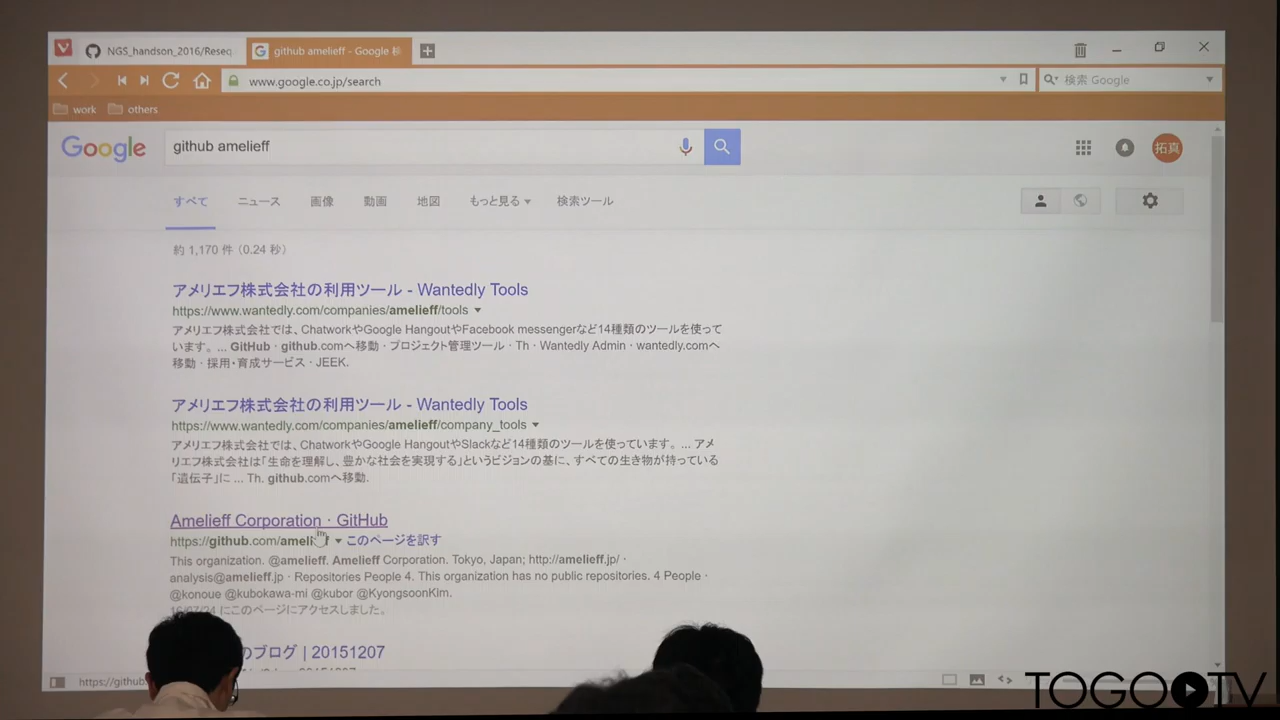 NGS_handson_2016/Reseq
github amelieff - Google 検
www.google.co.jp/search
検索 Google
work
others
Google
github amelieff
拓真
すべて
ニュース
画像
動画
地図
もっと見る
検索ツール
約 1,170 件 (0.24 秒)
アメリエフ株式会社の利用ツール - Wantedly Tools
https://www.wantedly.com/companies/amelieff/tools
アメリエフ株式会社では、ChatworkやGoogle HangoutやFacebook messengerなど14種類のツールを使って
います。 ... GitHub · github.comへ移動 · プロジェクト管理ツール · Th · Wantedly Admin · wantedly.comへ
移動 · 採用・育成サービス · JEEK.
アメリエフ株式会社の利用ツール - Wantedly Tools
https://www.wantedly.com/companies/amelieff/company_tools
アメリエフ株式会社では、ChatworkやGoogle HangoutやSlackなど14種類のツールを使っています。 ... アメ
リエフ株式会社は「生命を理解し、豊かな社会を実現する」というビジョンの基に、すべての生き物が持っている
「遺伝子」に ... Th. github.comへ移動.
Amelieff Corporation · GitHub
https://github.com/ameli f このページを訳す
This organization. @amelieff. Amelieff Corporation. Tokyo, Japan; http://amelieff.jp/ ·
analysis@amelieff.jp · Repositories People 4. This organization has no public repositories. 4 People ·
@konoue @kubokawa-mi @kubor @KyongsoonKim.
16/07/24 にこのページにアクセスしました。
のブログ | 20151207
https://github
TOGO TV